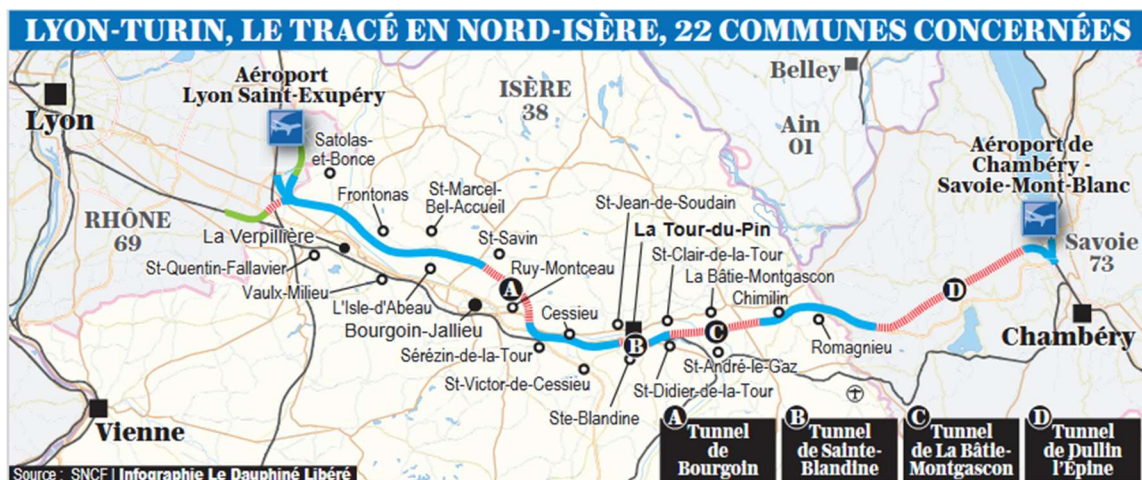 LYON-TURIN, LE TRACÉ EN NORD-ISÈRE, 22 COMMUNES CONCERNÉES
Lyon
Aéroport
Lyon Saint-Exupéry
ISÈRE
38
Belley
Ain
01
Aéroport de
Chambéry -
Savoie-Mont-Blanc
Satolas-
et-Bonce
Frontonas
St-Marcel-
Bel-Accueil
St-Jean-de-Soudain
RHÔNE
69
La Verpillière
St-Savin
La Tour-du-Pin
Savoie
73
St-Quentin-Fallavier
Ruy-Montceau
St-Clair-de-la-Tour
Vaulx-Milieu
A
La Bâtie-Montgascon
D
L'Isle-d'Abeau
Cessieu
Chimilin
Bourgoin-Jallieu
B
C
Chambéry
Sérézin-de-la-Tour
Romagnieu
St-André-le-Gaz
St-Victor-de-Cessieu
St-Didier-de-la-Tour
Ste-Blandine
Vienne
A
Tunnel
de
Bourgoin
B
Tunnel
de Sainte-
Blandine
C
Tunnel
de La Bâtie-
Montgascon
D
Tunnel
de Dullin
l'Épine
Source : SNCF | Infographie Le Dauphiné Libéré